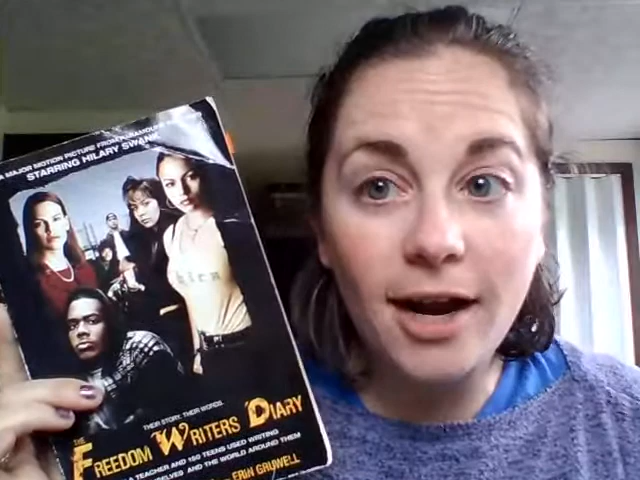 A MAJOR MOTION PICTURE FROM PARAMOUNT
STARRING HILARY SWANK
THEIR STORY. THEIR WORDS.
THE
FREEDOM WRITERS DIARY
A TEACHER AND 150 TEENS USED WRITING
AND THE WORLD AROUND THEM
ERIN GRUWELL